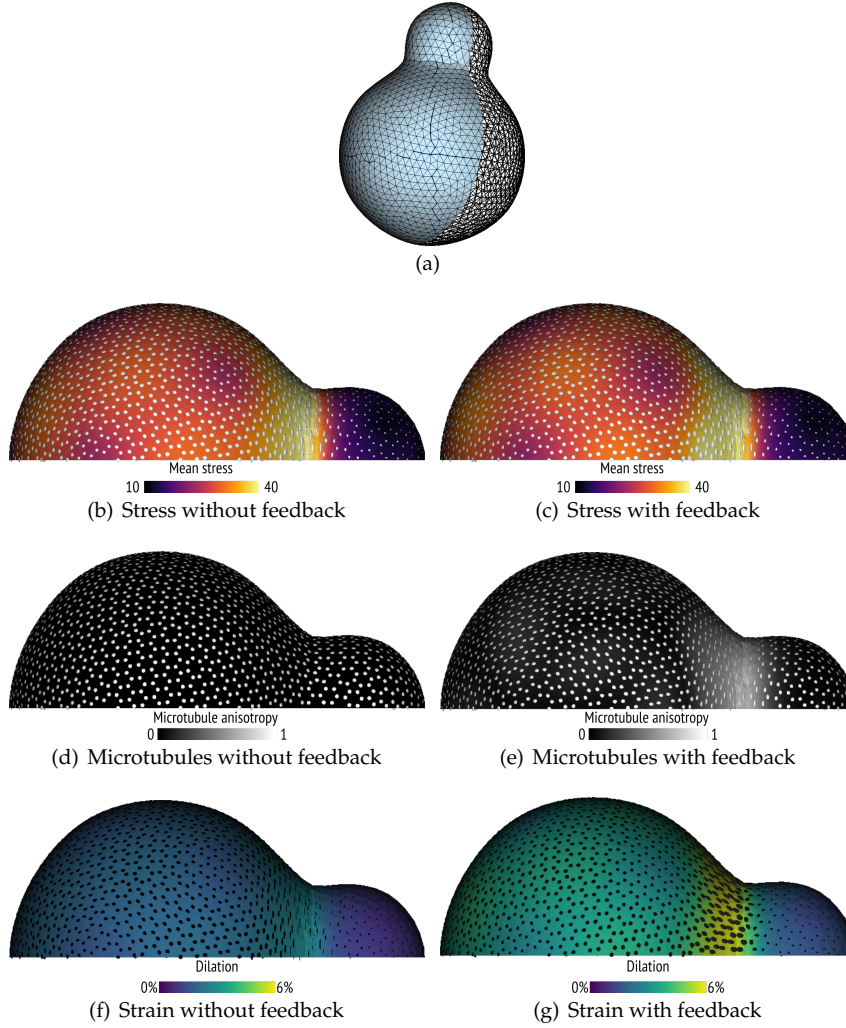 (a)
Mean stress
10 40
(b) Stress without feedback
Mean stress
10 40
(c) Stress with feedback
Microtubule anisotropy
0 1
(d) Microtubules without feedback
Microtubule anisotropy
0 1
(e) Microtubules with feedback
Dilation
0% 6%
(f) Strain without feedback
Dilation
0% 6%
(g) Strain with feedback